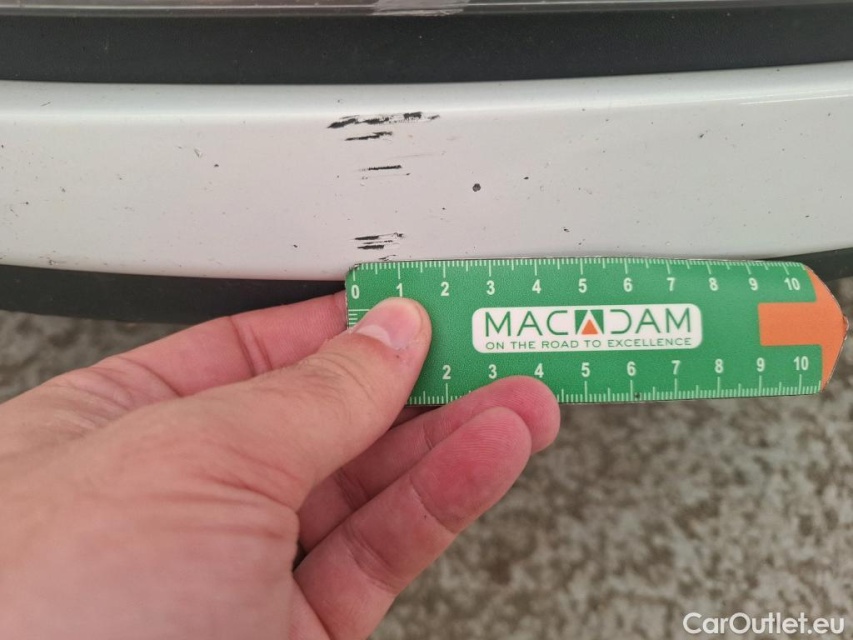 0 1 2 3 4 5 6 7 8 9 10
MACADAM
ON THE ROAD TO EXCELLENCE
2 3 4 5 6 7 8 9 10
CarOutlet.eu